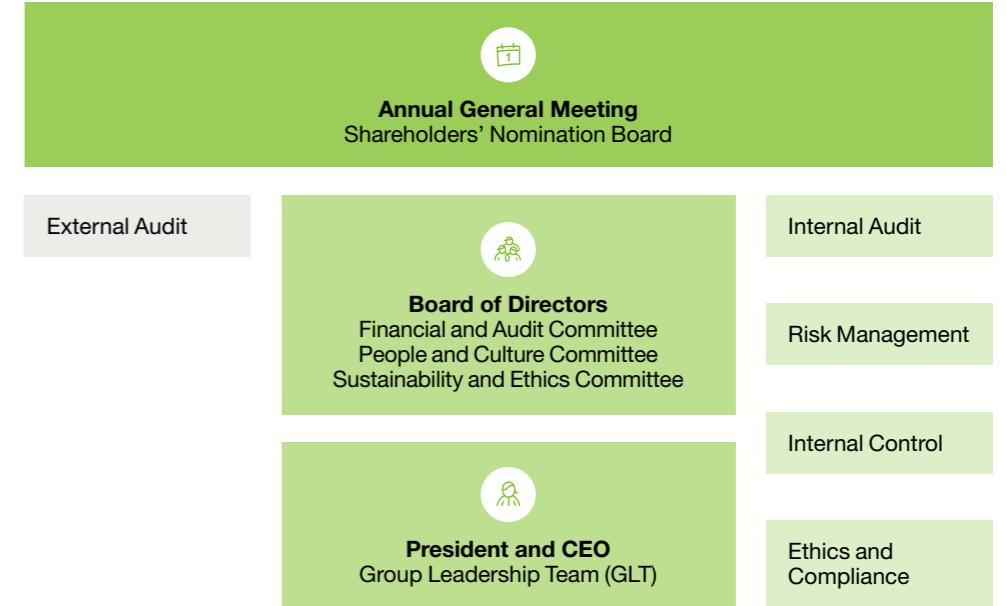 1
Annual General Meeting
Shareholders’ Nomination Board
External Audit
Board of Directors
Financial and Audit Committee
People and Culture Committee
Sustainability and Ethics Committee
President and CEO
Group Leadership Team (GLT)
Internal Audit
Risk Management
Internal Control
Ethics and
Compliance